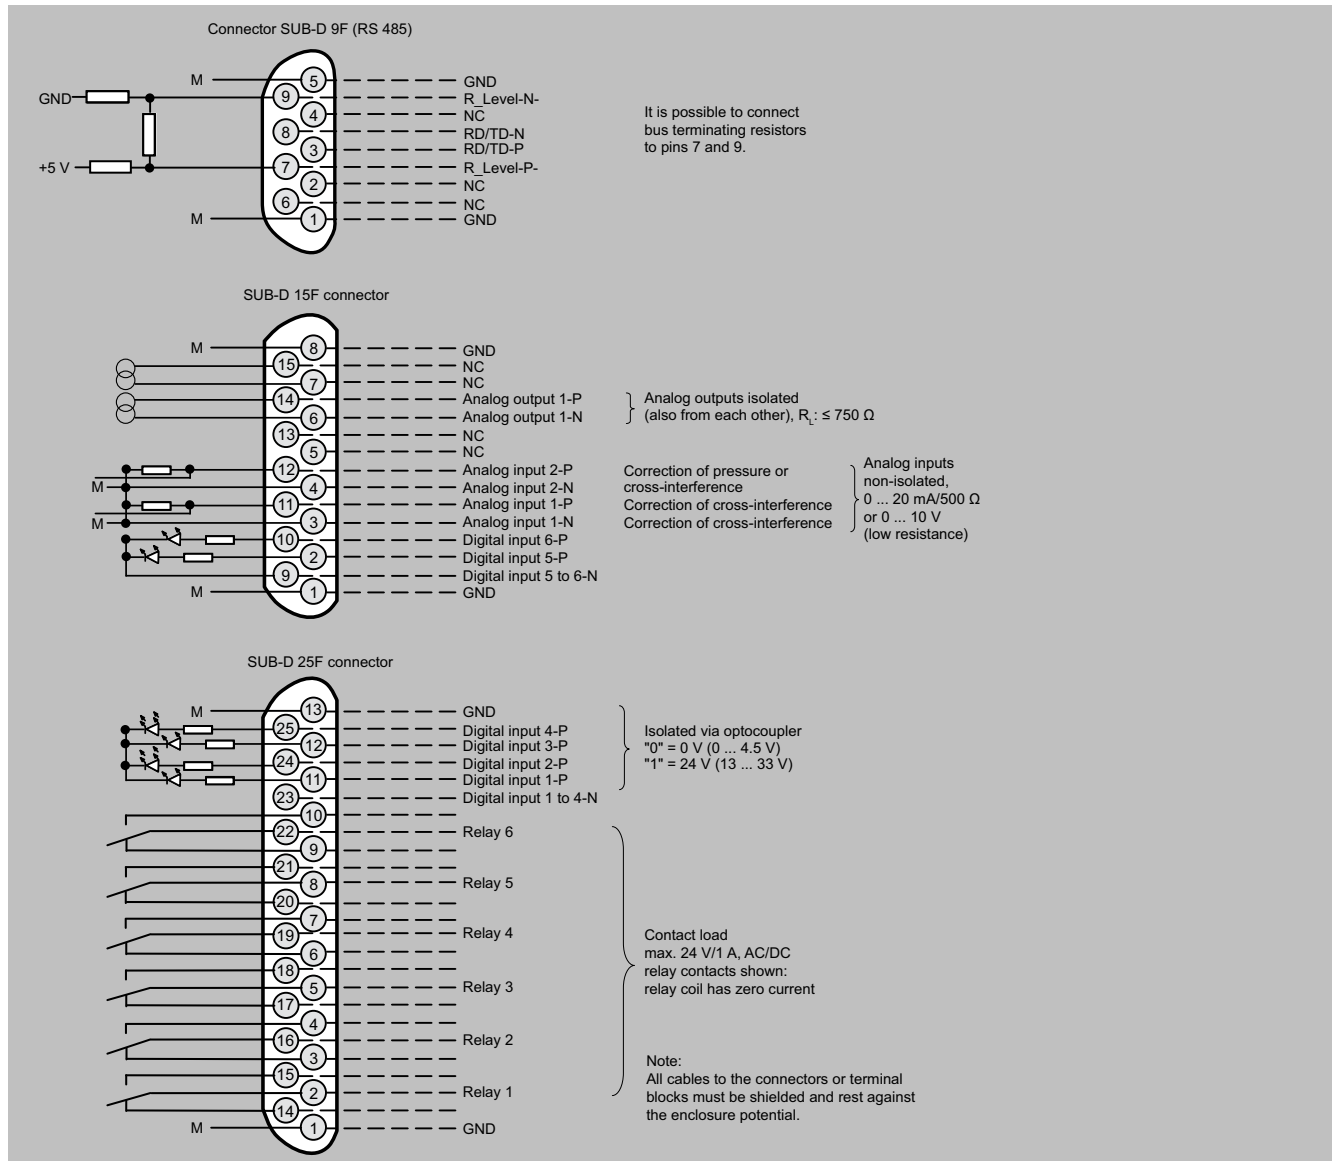 Connector SUB-D 9F (RS 485)
M 5 GND
GND 9 R_Level-N-
4 NC
8 RD/TD-N
3 RD/TD-P
+5 V 7 R_Level-P-
2 NC
6 NC
M 1 GND
It is possible to connect
bus terminating resistors
to pins 7 and 9.
SUB-D 15F connector
M 8 GND
15 NC
7 NC
14 Analog output 1-P
6 Analog output 1-N
Analog outputs isolated
(also from each other), RL: ≤ 750 Ω
13 NC
5 NC
12 Analog input 2-P
M 4 Analog input 2-N
11 Analog input 1-P
M 3 Analog input 1-N
Correction of pressure or
cross-interference
Correction of cross-interference
Correction of cross-interference
Analog inputs
non-isolated,
0 ... 20 mA/500 Ω
or 0 ... 10 V
(low resistance)
10 Digital input 6-P
2 Digital input 5-P
9 Digital input 5 to 6-N
M 1 GND
SUB-D 25F connector
M 13 GND
25 Digital input 4-P
12 Digital input 3-P
24 Digital input 2-P
11 Digital input 1-P
23 Digital input 1 to 4-N
Isolated via optocoupler
"0" = 0 V (0 ... 4.5 V)
"1" = 24 V (13 ... 33 V)
10
22 Relay 6
9
21
8 Relay 5
20
7
19 Relay 4
6
18
5 Relay 3
17
4
16 Relay 2
3
15
2 Relay 1
14
M 1 GND
Contact load
max. 24 V/1 A, AC/DC
relay contacts shown:
relay coil has zero current
Note:
All cables to the connectors or terminal
blocks must be shielded and rest against
the enclosure potential.